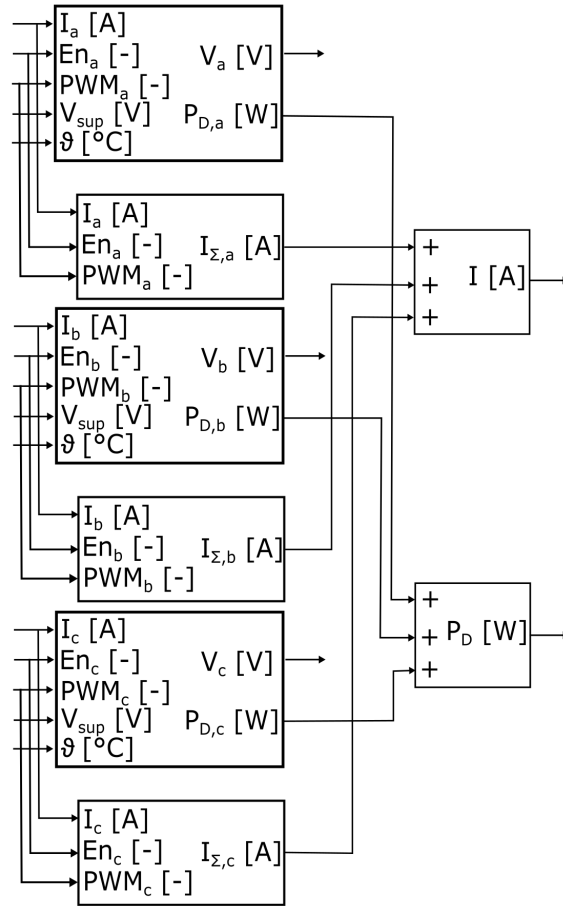 I_a [A]
En_a [-] V_a [V]
PWM_a [-]
V_sup [V] P_D,a [W]
ϑ [°C]
I_a [A]
En_a [-] I_Σ,a [A]
PWM_a [-]
+
+ I [A]
+
I_b [A]
En_b [-] V_b [V]
PWM_b [-]
V_sup [V] P_D,b [W]
ϑ [°C]
I_b [A]
En_b [-] I_Σ,b [A]
PWM_b [-]
+
+ P_D [W]
+
I_c [A]
En_c [-] V_c [V]
PWM_c [-]
V_sup [V] P_D,c [W]
ϑ [°C]
I_c [A]
En_c [-] I_Σ,c [A]
PWM_c [-]